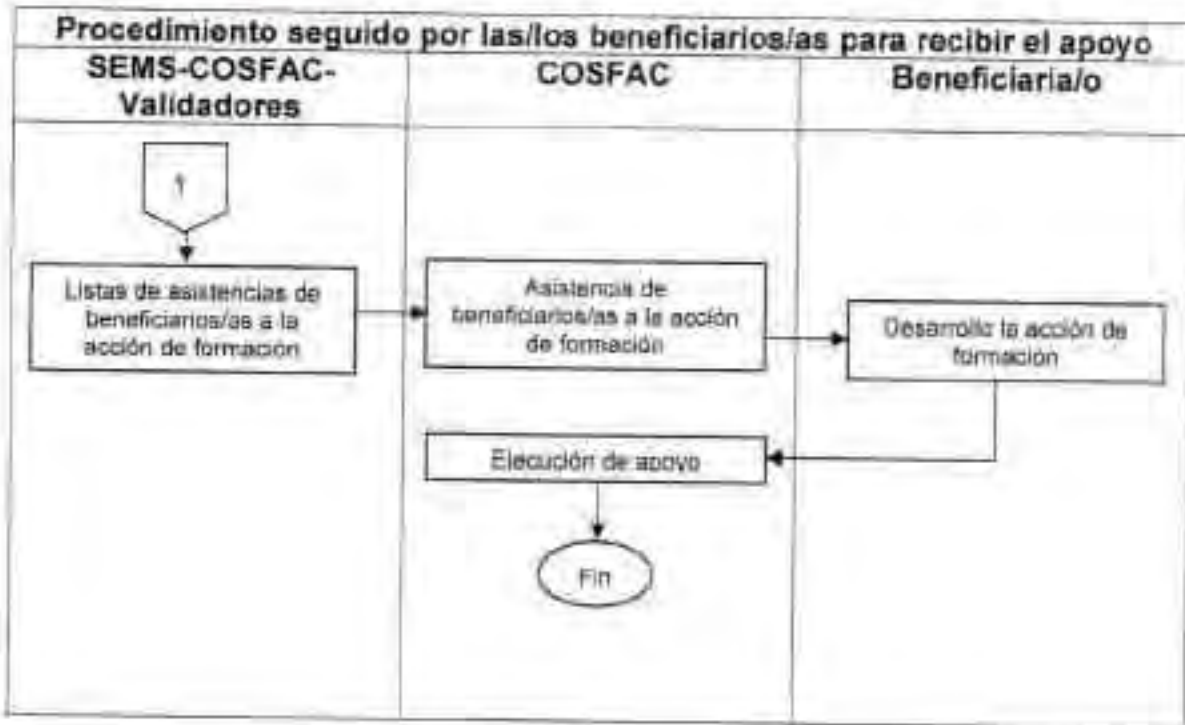 Procedimiento seguido por las/los beneficiarios/as para recibir el apoyo
SEMS-COSFAC-
Validadores
COSFAC
Beneficiaria/o
1
Listas de asistencias de
beneficiarios/as a la
acción de formación
Asistencia de
beneficiarios/as a la acción
de formación
Desarrollo la acción de
formación
Ejecución de apoyo
Fin